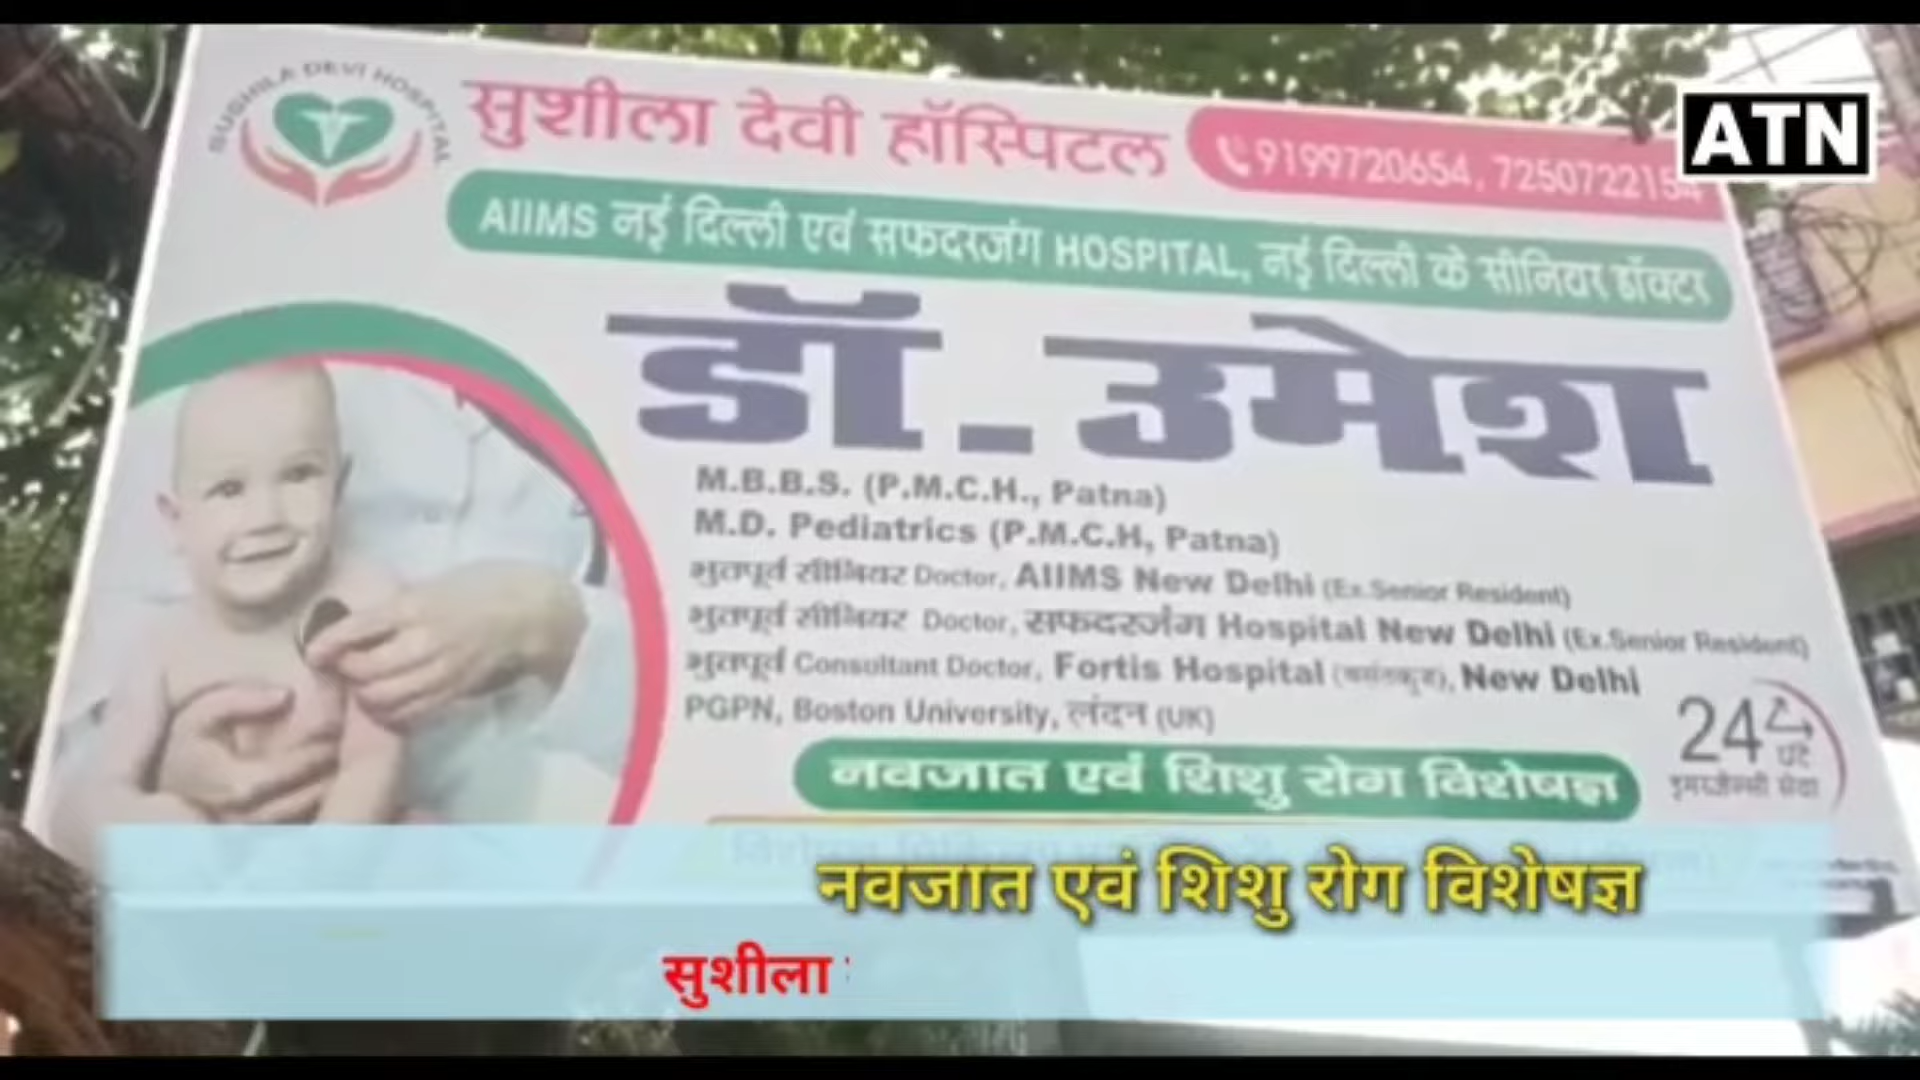 SUSHILA DEVI HOSPITAL
सुशीला देवी हॉस्पिटल
9199720654, 7250722154
ATN
AIIMS नई दिल्ली एवं सफदरजंग HOSPITAL, नई दिल्ली के सीनियर डॉक्टर
डॉ. उमेश
M.B.B.S. (P.M.C.H., Patna)
M.D. Pediatrics (P.M.C.H, Patna)
भुतपूर्व सीनियर Doctor, AIIMS New Delhi (Ex.Senior Resident)
भुतपूर्व सीनियर Doctor, सफदरजंग Hospital New Delhi (Ex.Senior Resident)
भुतपूर्व Consultant Doctor, Fortis Hospital (वसंतकुंज), New Delhi
PGPN, Boston University, लंदन (UK)
24 घंटे
इमरजेन्सी सेवा
नवजात एवं शिशु रोग विशेषज्ञ
नवजात एवं शिशु रोग विशेषज्ञ
सुशीला